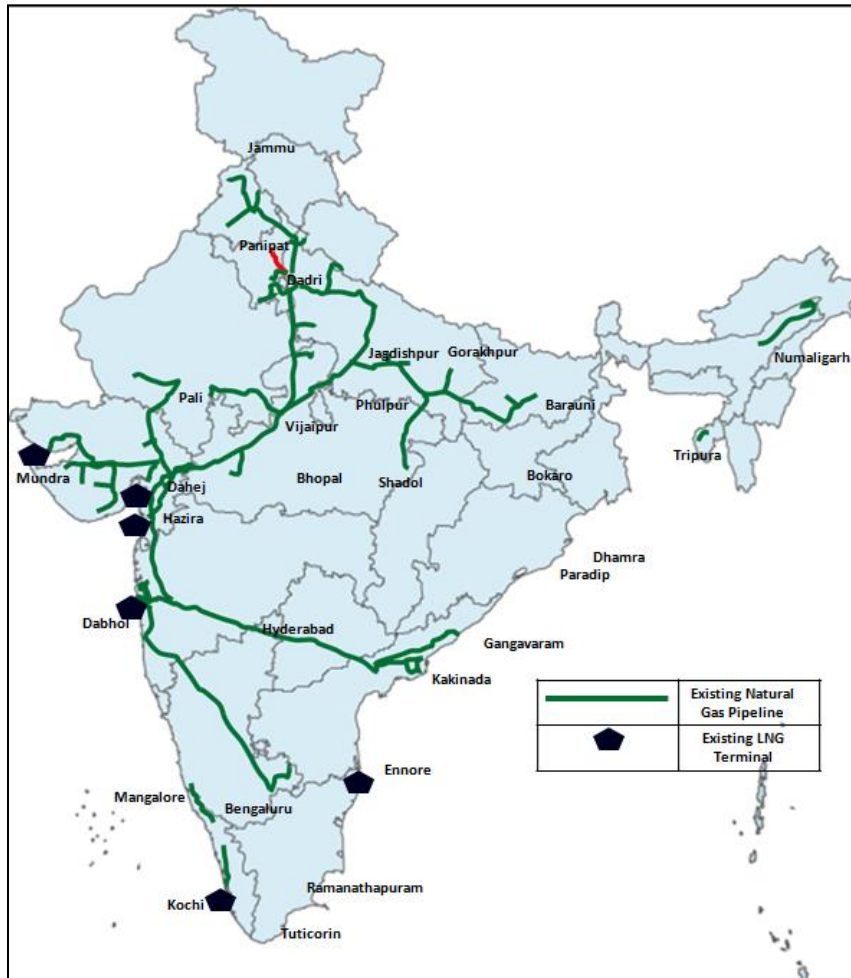 Jammu
Panipat
Dadri
Jagdishpur
Gorakhpur
Numaligarh
Pali
Phulpur
Barauni
Vijaipur
Tripura
Mundra
Dahej
Bhopal
Shadol
Bokaro
Hazira
Dhamra
Paradip
Dabhol
Hyderabad
Gangavaram
Kakinada
Existing Natural
Gas Pipeline
Existing LNG
Terminal
Ennore
Mangalore
Bengaluru
Ramanathapuram
Kochi
Tuticorin